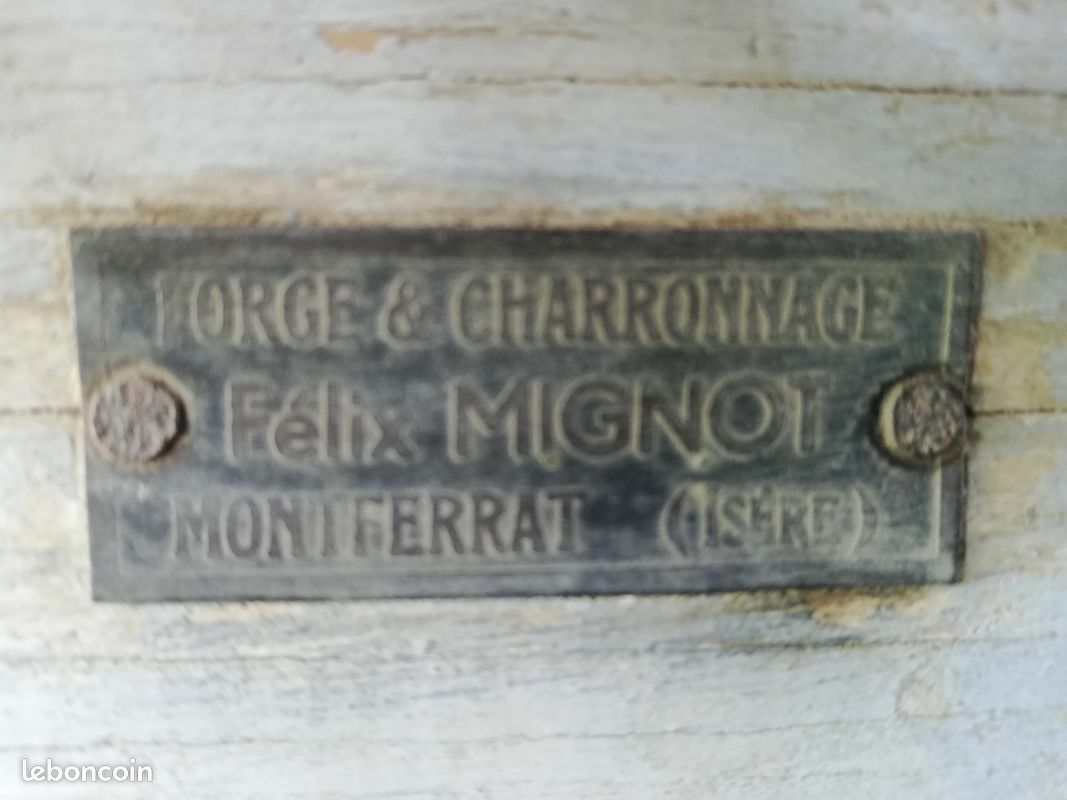 FORGE & CHARRONNAGE
Félix MIGNOT
MONTFERRAT (ISÈRE)
leboncoin